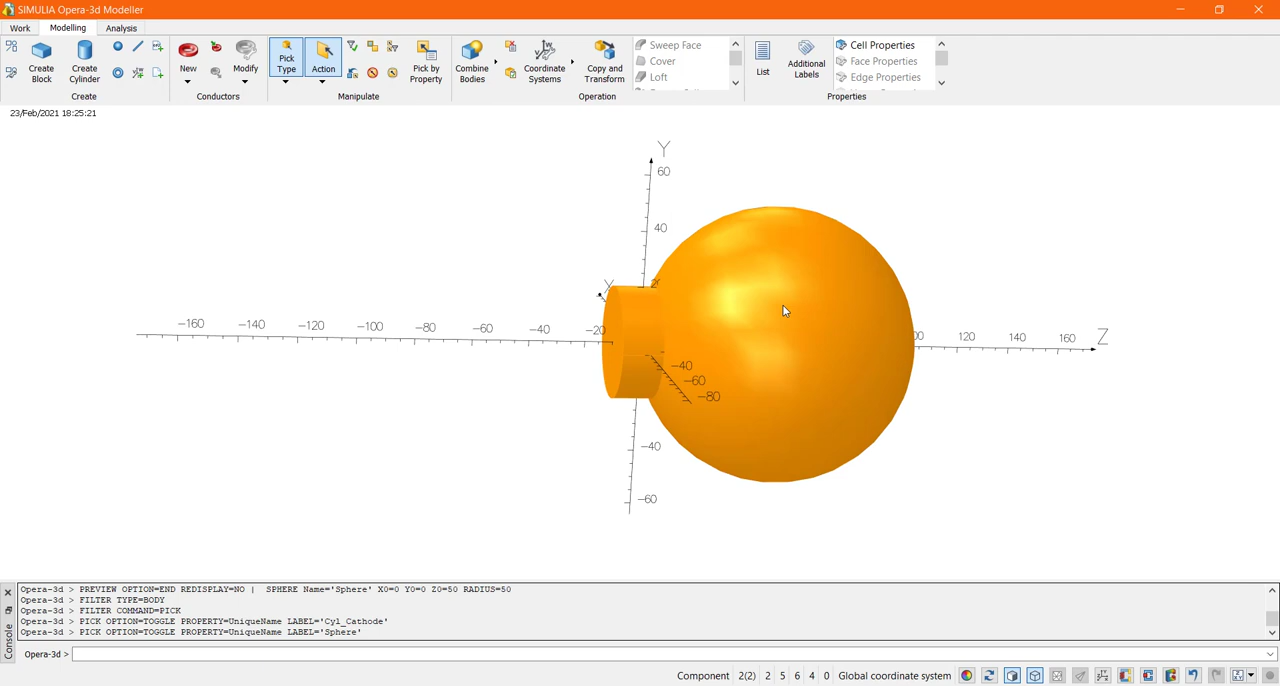 SIMULIA Opera-3d Modeller
Work Modelling Analysis
Create Block
Create Cylinder
Create
New
Modify
Conductors
Pick Type
Action
Pick by Property
Manipulate
Combine Bodies
Coordinate Systems
Copy and Transform
Sweep Face
Cover
Loft
Operation
List
Additional Labels
Cell Properties
Face Properties
Edge Properties
Properties
23/Feb/2021 18:25:21
Y
60
40
X
-160 -140 -120 -100 -80 -60 -40 -20
120 140 160 Z
-40
-60
-80
-40
-60
Opera-3d > PREVIEW OPTION=END REDISPLAY=NO | SPHERE Name='Sphere' X0=0 Y0=0 Z0=50 RADIUS=50
Opera-3d > FILTER TYPE=BODY
Opera-3d > FILTER COMMAND=PICK
Opera-3d > PICK OPTION=TOGGLE PROPERTY=UniqueName LABEL='Cyl_Cathode'
Opera-3d > PICK OPTION=TOGGLE PROPERTY=UniqueName LABEL='Sphere'
Console
Opera-3d >
Component 2(2) 2 5 6 4 0 Global coordinate system